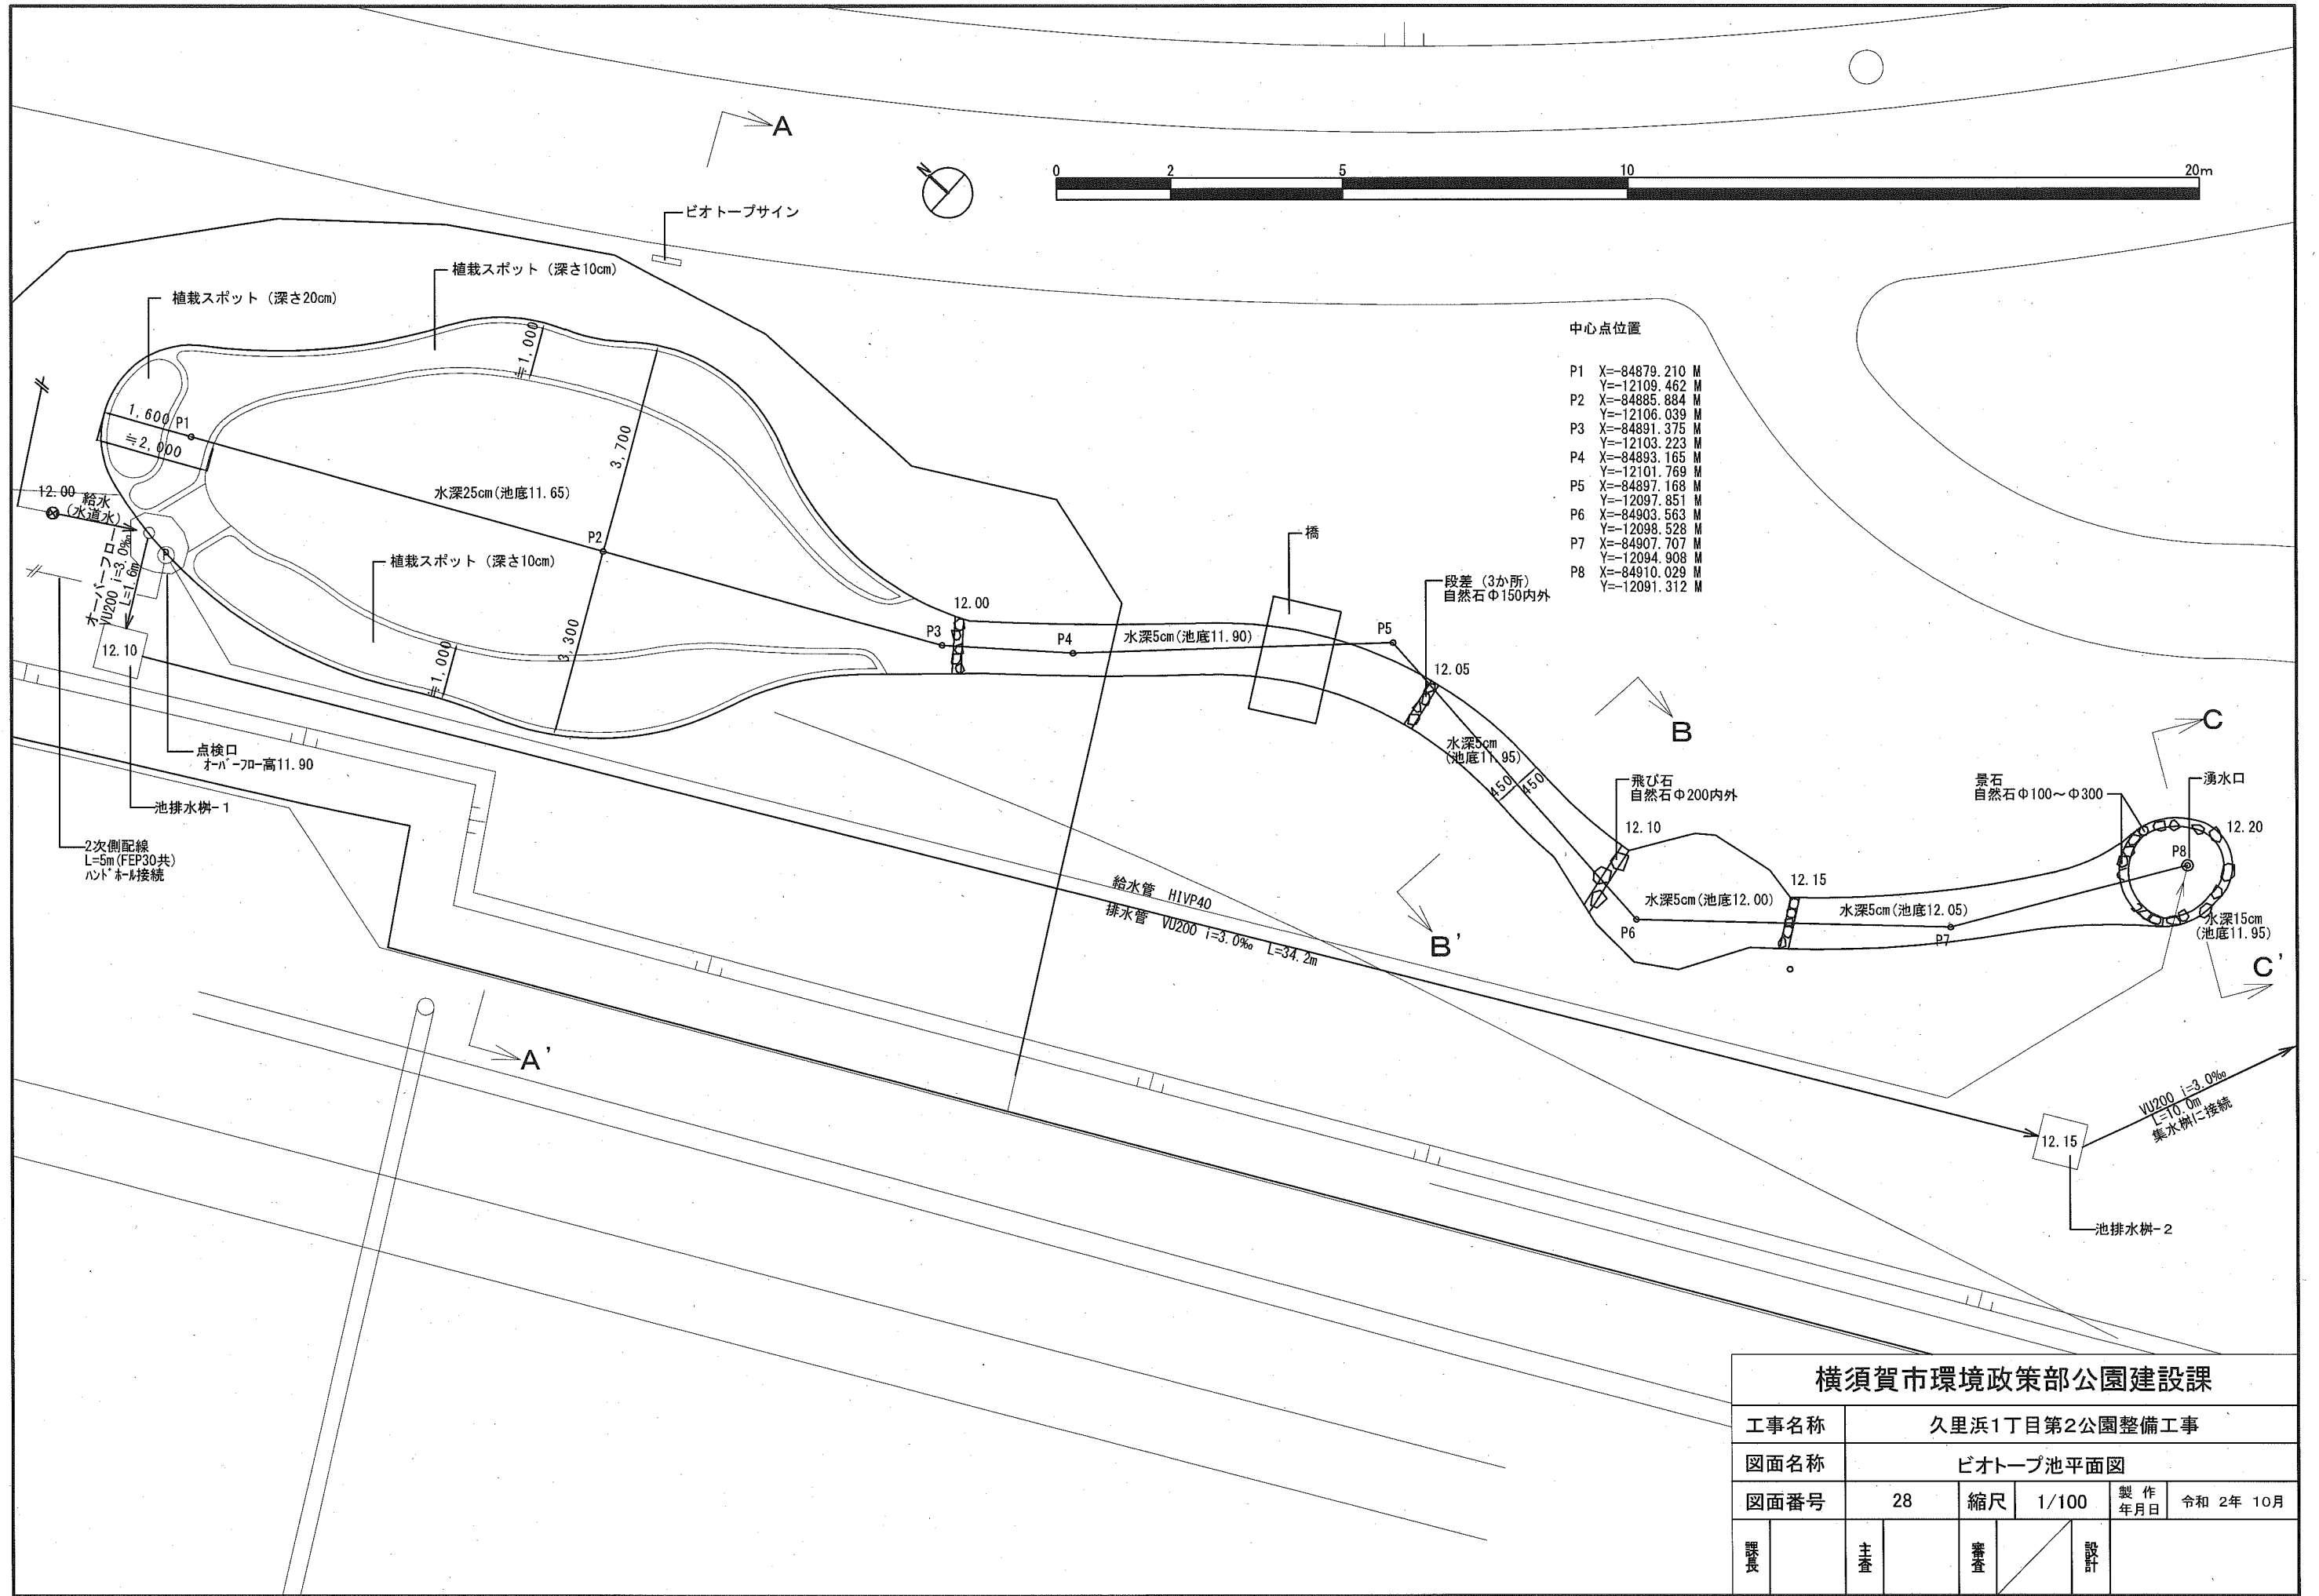 A
N
0 2 5 10 20m
ビオトープサイン
植栽スポット（深さ10cm）
植栽スポット（深さ20cm）
≒1,000
中心点位置
P1 X=-84879.210 M
Y=-12109.462 M
P2 X=-84885.884 M
Y=-12106.039 M
P3 X=-84891.375 M
Y=-12103.223 M
P4 X=-84893.165 M
Y=-12101.769 M
P5 X=-84897.168 M
Y=-12097.851 M
P6 X=-84903.563 M
Y=-12098.528 M
P7 X=-84907.707 M
Y=-12094.908 M
P8 X=-84910.029 M
Y=-12091.312 M
1,600 P1
≒2,000
3,700
12.00
給水
（水道水）
水深25cm(池底11.65)
P2
オーバーフロー
VU200 i=3.0‰
L=1.6m
P
植栽スポット（深さ10cm）
橋
段差（3か所）
自然石Φ150内外
12.00
P3
P4
水深5cm(池底11.90)
P5
12.05
12.10
3,300
≒1,000
点検口
オーバーフロー高11.90
池排水桝-1
2次側配線
L=5m(FEP30共)
ハンドホール接続
B
C
水深5cm
(池底11.95)
450
450
飛び石
自然石Φ200内外
景石
自然石Φ100～Φ300
湧水口
12.10
12.20
P8
12.15
水深5cm(池底12.00)
水深5cm(池底12.05)
P6
P7
水深15cm
(池底11.95)
給水管 HIVP40
排水管 VU200 i=3.0‰ L=34.2m
B'
C'
A'
VU200 i=3.0‰
L=10.0m
集水桝に接続
12.15
池排水桝-2
横須賀市環境政策部公園建設課
工事名称 久里浜1丁目第2公園整備工事
図面名称 ビオトープ池平面図
図面番号 28 縮尺 1/100 製作年月日 令和 2年 10月
課長 主査 審査 設計